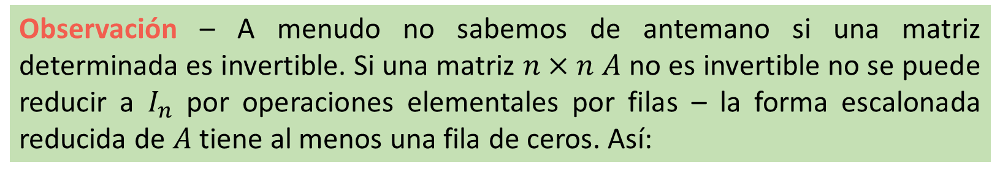 Observación – A menudo no sabemos de antemano si una matriz
determinada es invertible. Si una matriz n × n A no es invertible no se puede
reducir a Iₙ por operaciones elementales por filas – la forma escalonada
reducida de A tiene al menos una fila de ceros. Así: